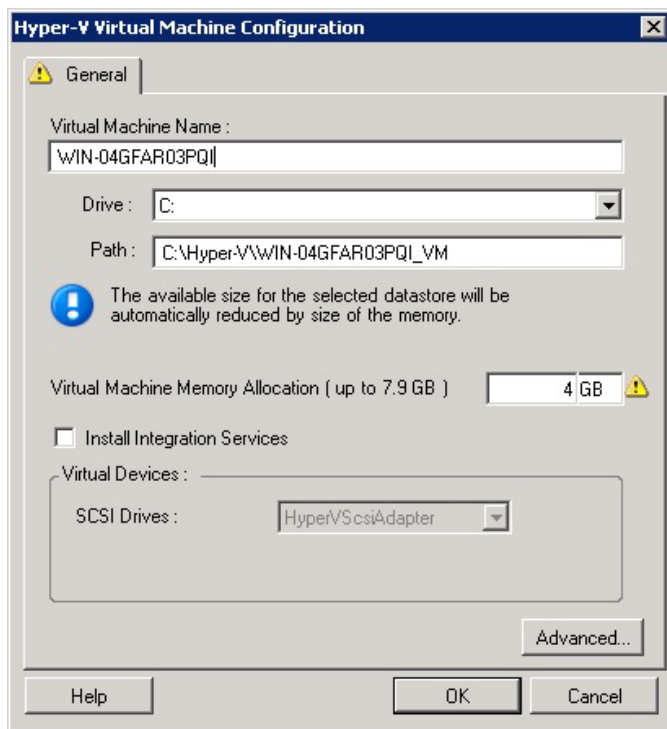 Hyper-V Virtual Machine Configuration
General
Virtual Machine Name :
WIN-04GFAR03PQI
Drive :
C:
Path :
C:\Hyper-V\WIN-04GFAR03PQI_VM
The available size for the selected datastore will be
automatically reduced by size of the memory.
Virtual Machine Memory Allocation ( up to 7.9 GB )
4 GB
Install Integration Services
Virtual Devices :
SCSI Drives :
HyperVScsiAdapter
Advanced...
Help
OK
Cancel